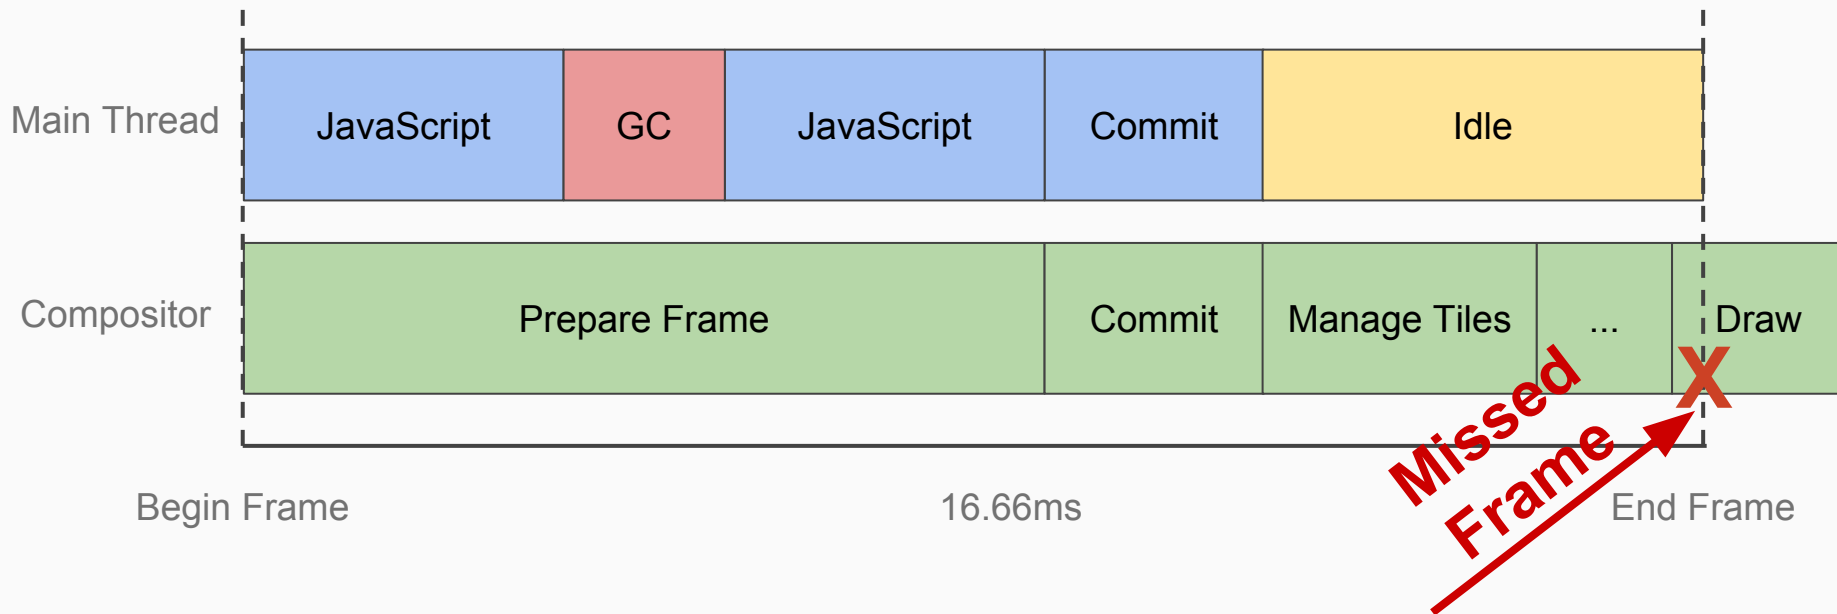 Main Thread JavaScript GC JavaScript Commit Idle
Compositor Prepare Frame Commit Manage Tiles ... Draw
X
Missed
Frame
Begin Frame 16.66ms End Frame